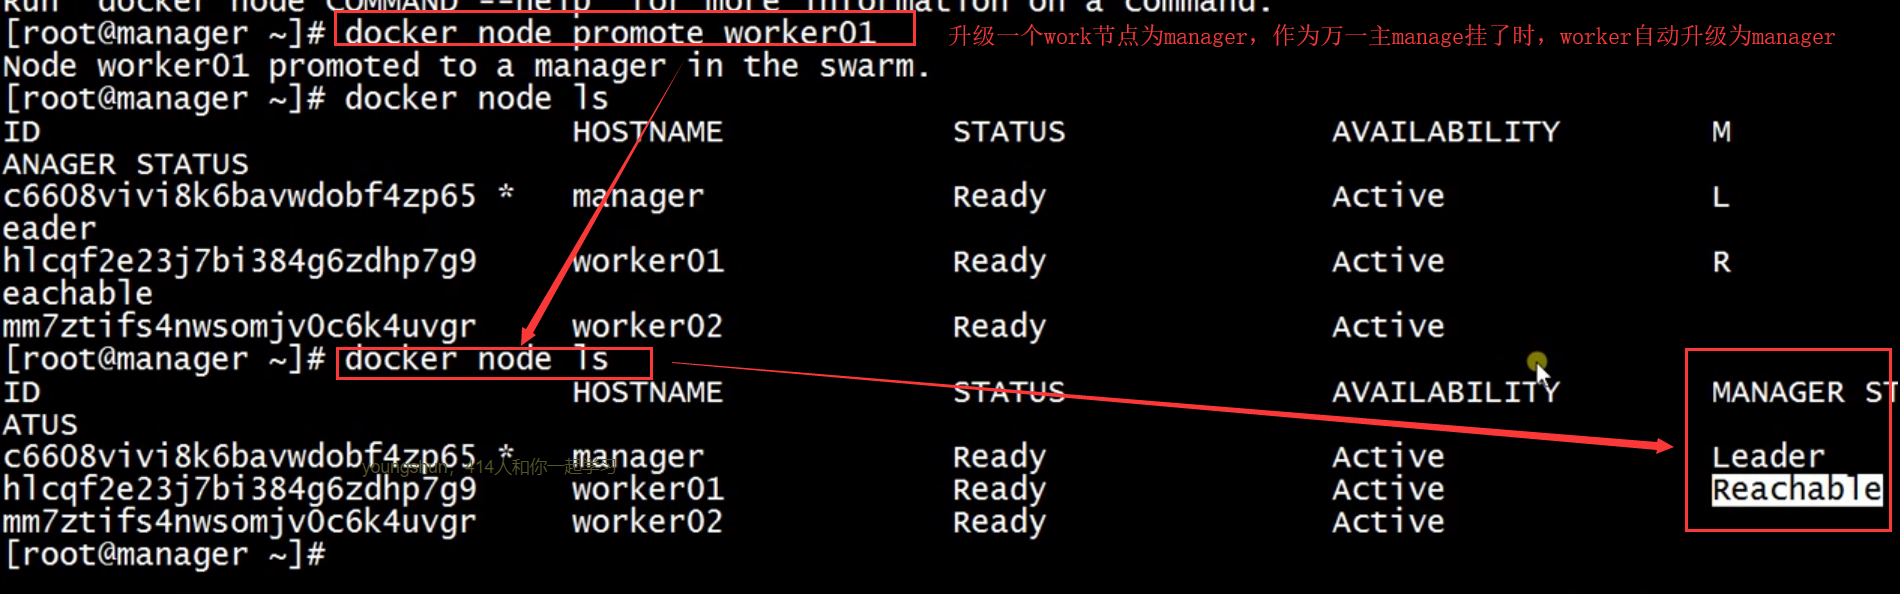 Run 'docker node COMMAND --help' for more information on a command.
[root@manager ~]# docker node promote worker01
升级一个work节点为manager，作为万一主manage挂了时，worker自动升级为manager
Node worker01 promoted to a manager in the swarm.
[root@manager ~]# docker node ls
ID HOSTNAME STATUS AVAILABILITY M
ANAGER STATUS
c6608vivi8k6bavwdobf4zp65 * manager Ready Active L
eader
hlcqf2e23j7bi384g6zdhp7g9 worker01 Ready Active R
eachable
mm7ztifs4nwsomjv0c6k4uvgr worker02 Ready Active
[root@manager ~]# docker node ls
ID HOSTNAME STATUS AVAILABILITY MANAGER ST
ATUS
c6608vivi8k6bavwdobf4zp65 * manager Ready Active Leader
youngshun，414人和你一起学习
hlcqf2e23j7bi384g6zdhp7g9 worker01 Ready Active Reachable
mm7ztifs4nwsomjv0c6k4uvgr worker02 Ready Active
[root@manager ~]#